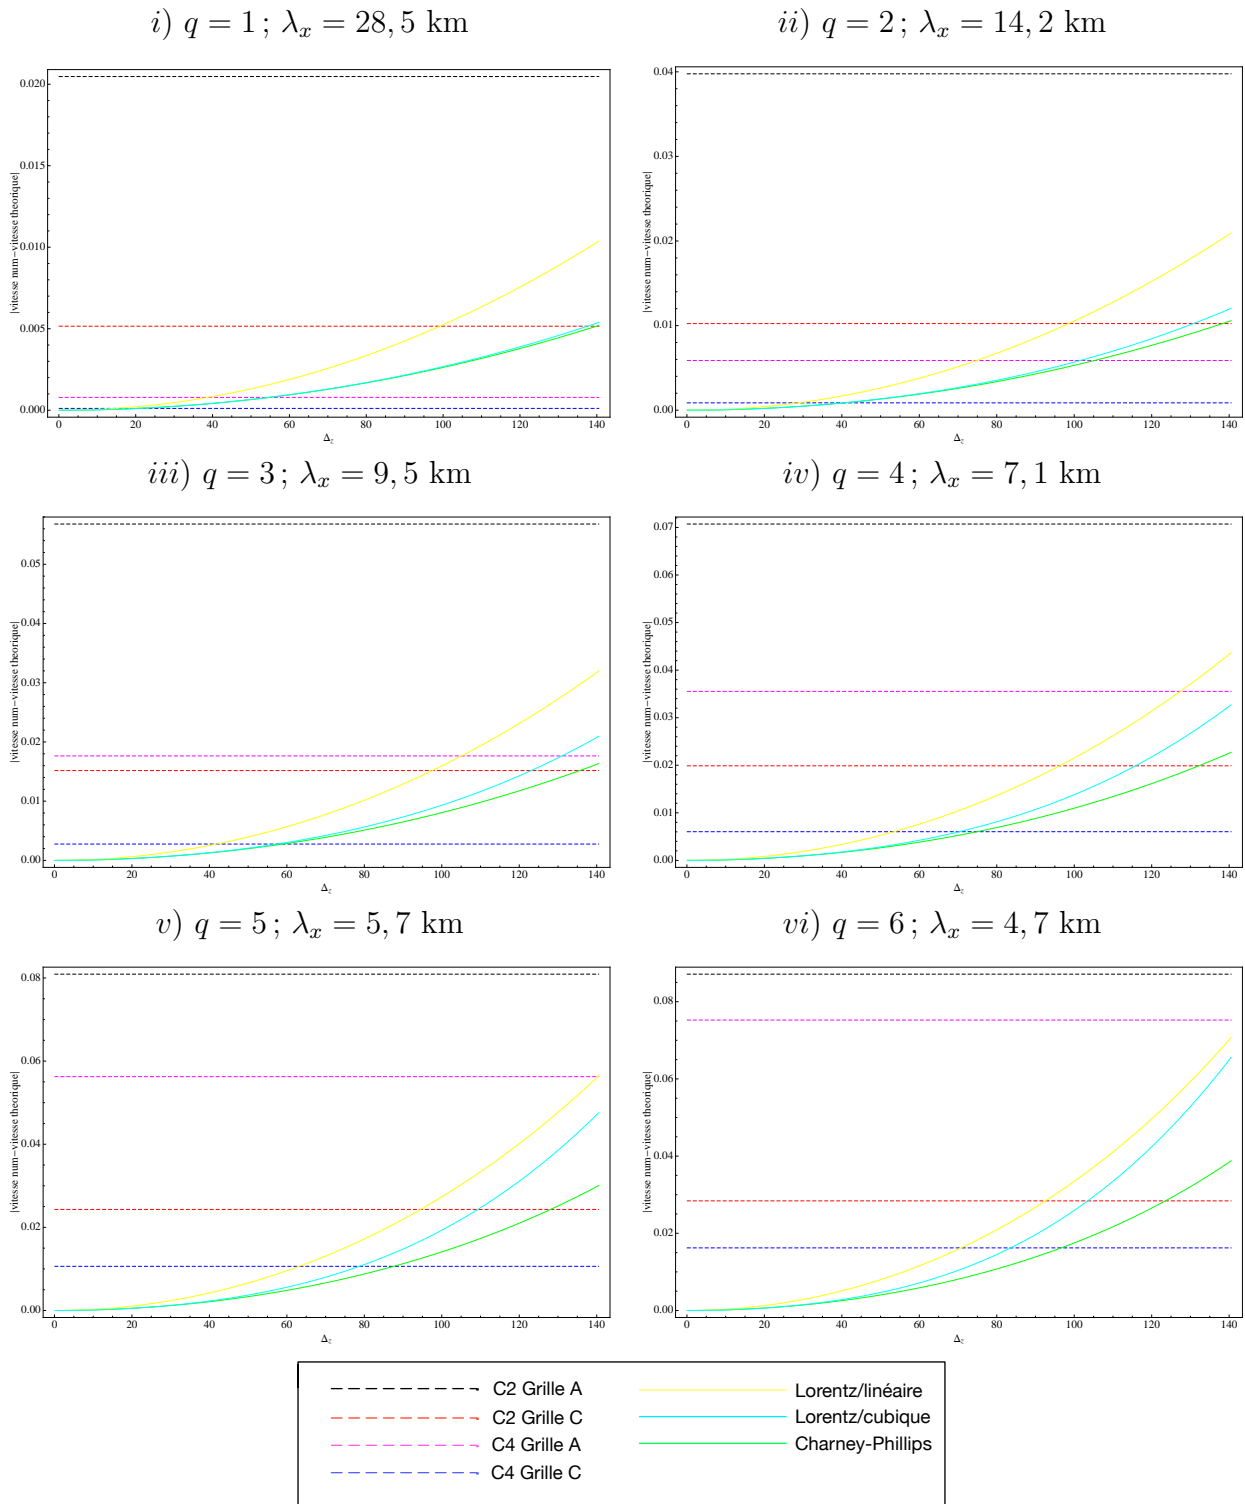 i) q = 1 ; λx = 28, 5 km
ii) q = 2 ; λx = 14, 2 km
|vitesse num−vitesse theorique|
0.020
0.015
0.010
0.005
0.000
0 20 40 60 80 100 120 140
Δz
|vitesse num−vitesse theorique|
0.04
0.03
0.02
0.01
0.00
0 20 40 60 80 100 120 140
Δz
iii) q = 3 ; λx = 9, 5 km
iv) q = 4 ; λx = 7, 1 km
|vitesse num−vitesse theorique|
0.05
0.04
0.03
0.02
0.01
0.00
0 20 40 60 80 100 120 140
Δz
|vitesse num−vitesse theorique|
0.07
0.06
0.05
0.04
0.03
0.02
0.01
0.00
0 20 40 60 80 100 120 140
Δz
v) q = 5 ; λx = 5, 7 km
vi) q = 6 ; λx = 4, 7 km
|vitesse num−vitesse theorique|
0.08
0.06
0.04
0.02
0.00
0 20 40 60 80 100 120 140
Δz
|vitesse num−vitesse theorique|
0.08
0.06
0.04
0.02
0.00
0 20 40 60 80 100 120 140
Δz
C2 Grille A
C2 Grille C
C4 Grille A
C4 Grille C
Lorentz/linéaire
Lorentz/cubique
Charney-Phillips